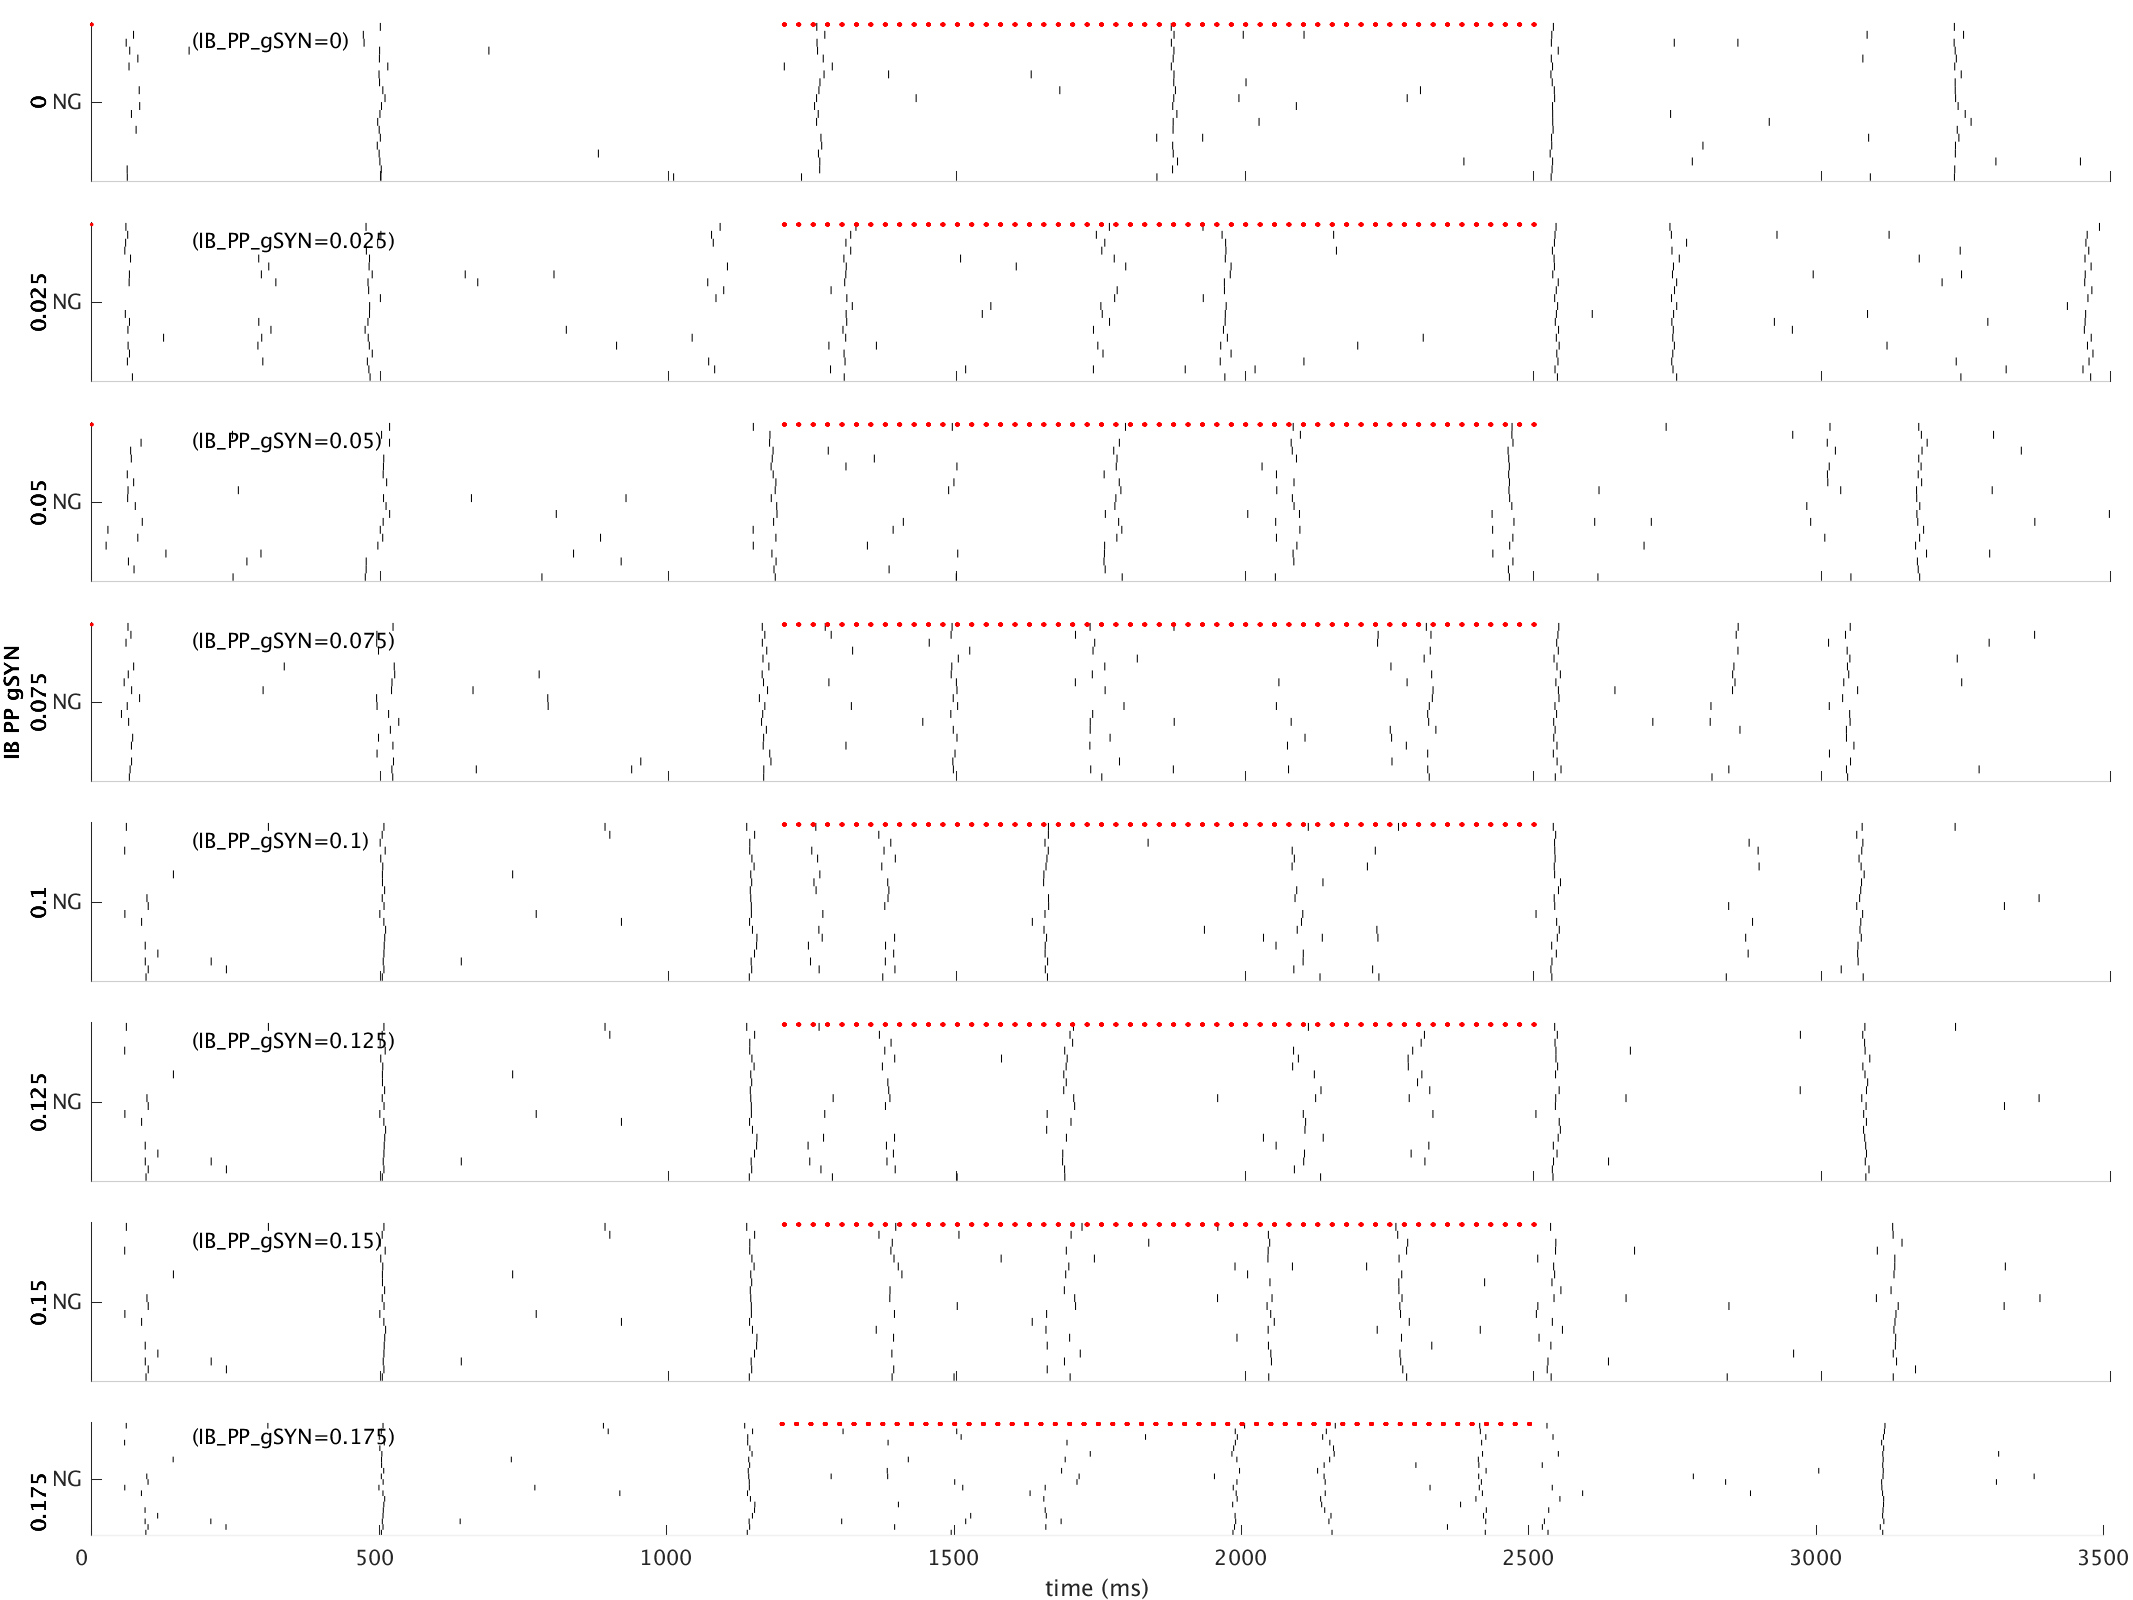 (IB_PP_gSYN=0)
0
NG
(IB_PP_gSYN=0.025)
0.025
NG
(IB_PP_gSYN=0.05)
0.05
NG
(IB_PP_gSYN=0.075)
IB PP gSYN
0.075
NG
(IB_PP_gSYN=0.1)
0.1
NG
(IB_PP_gSYN=0.125)
0.125
NG
(IB_PP_gSYN=0.15)
0.15
NG
(IB_PP_gSYN=0.175)
0.175
NG
0 500 1000 1500 2000 2500 3000 3500
time (ms)